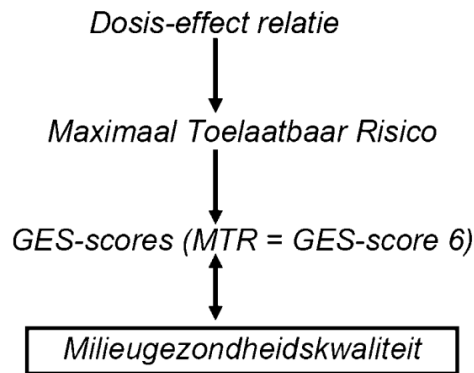 Dosis-effect relatie
Maximaal Toelaatbaar Risico
GES-scores (MTR = GES-score 6)
Milieugezondheidskwaliteit